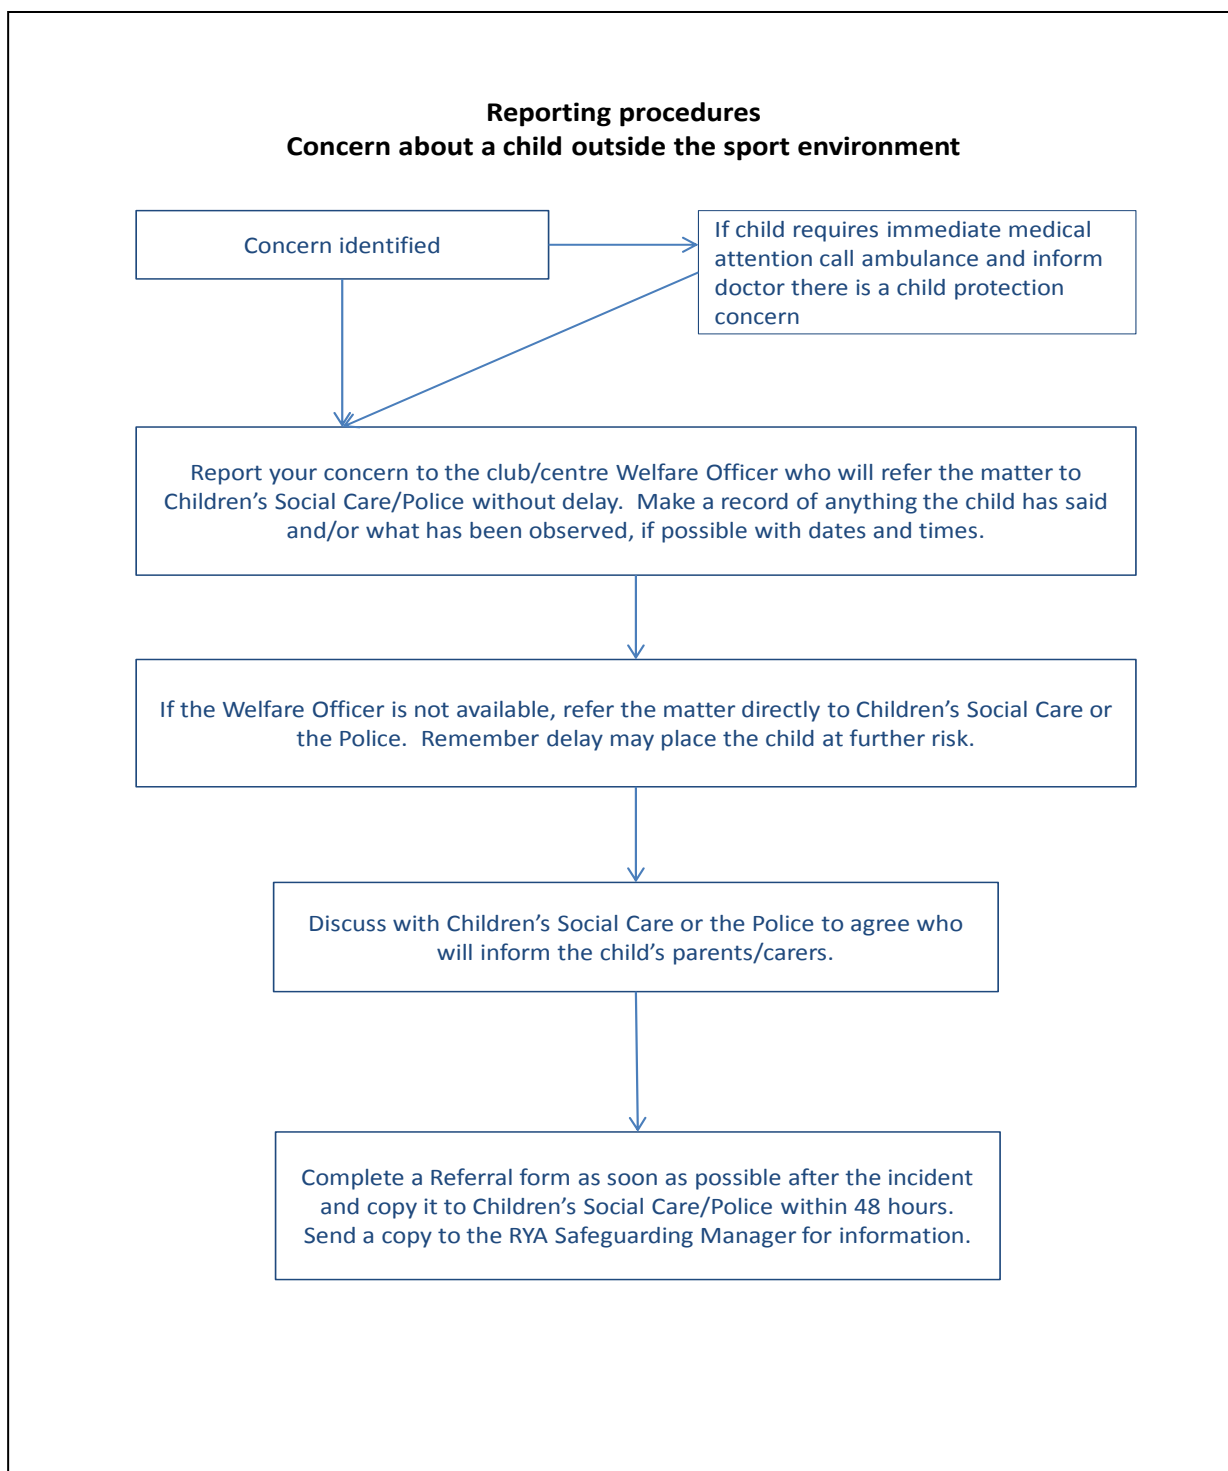 Reporting procedures
Concern about a child outside the sport environment
Concern identified
If child requires immediate medical
attention call ambulance and inform
doctor there is a child protection
concern
Report your concern to the club/centre Welfare Officer who will refer the matter to
Children’s Social Care/Police without delay.  Make a record of anything the child has said
and/or what has been observed, if possible with dates and times.
If the Welfare Officer is not available, refer the matter directly to Children’s Social Care or
the Police.  Remember delay may place the child at further risk.
Discuss with Children’s Social Care or the Police to agree who
will inform the child’s parents/carers.
Complete a Referral form as soon as possible after the incident
and copy it to Children’s Social Care/Police within 48 hours.
Send a copy to the RYA Safeguarding Manager for information.